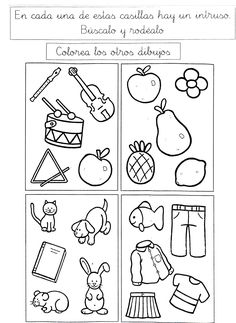 En cada una de estas casillas hay un intruso.
Búscalo y rodéalo
Colorea los otros dibujos